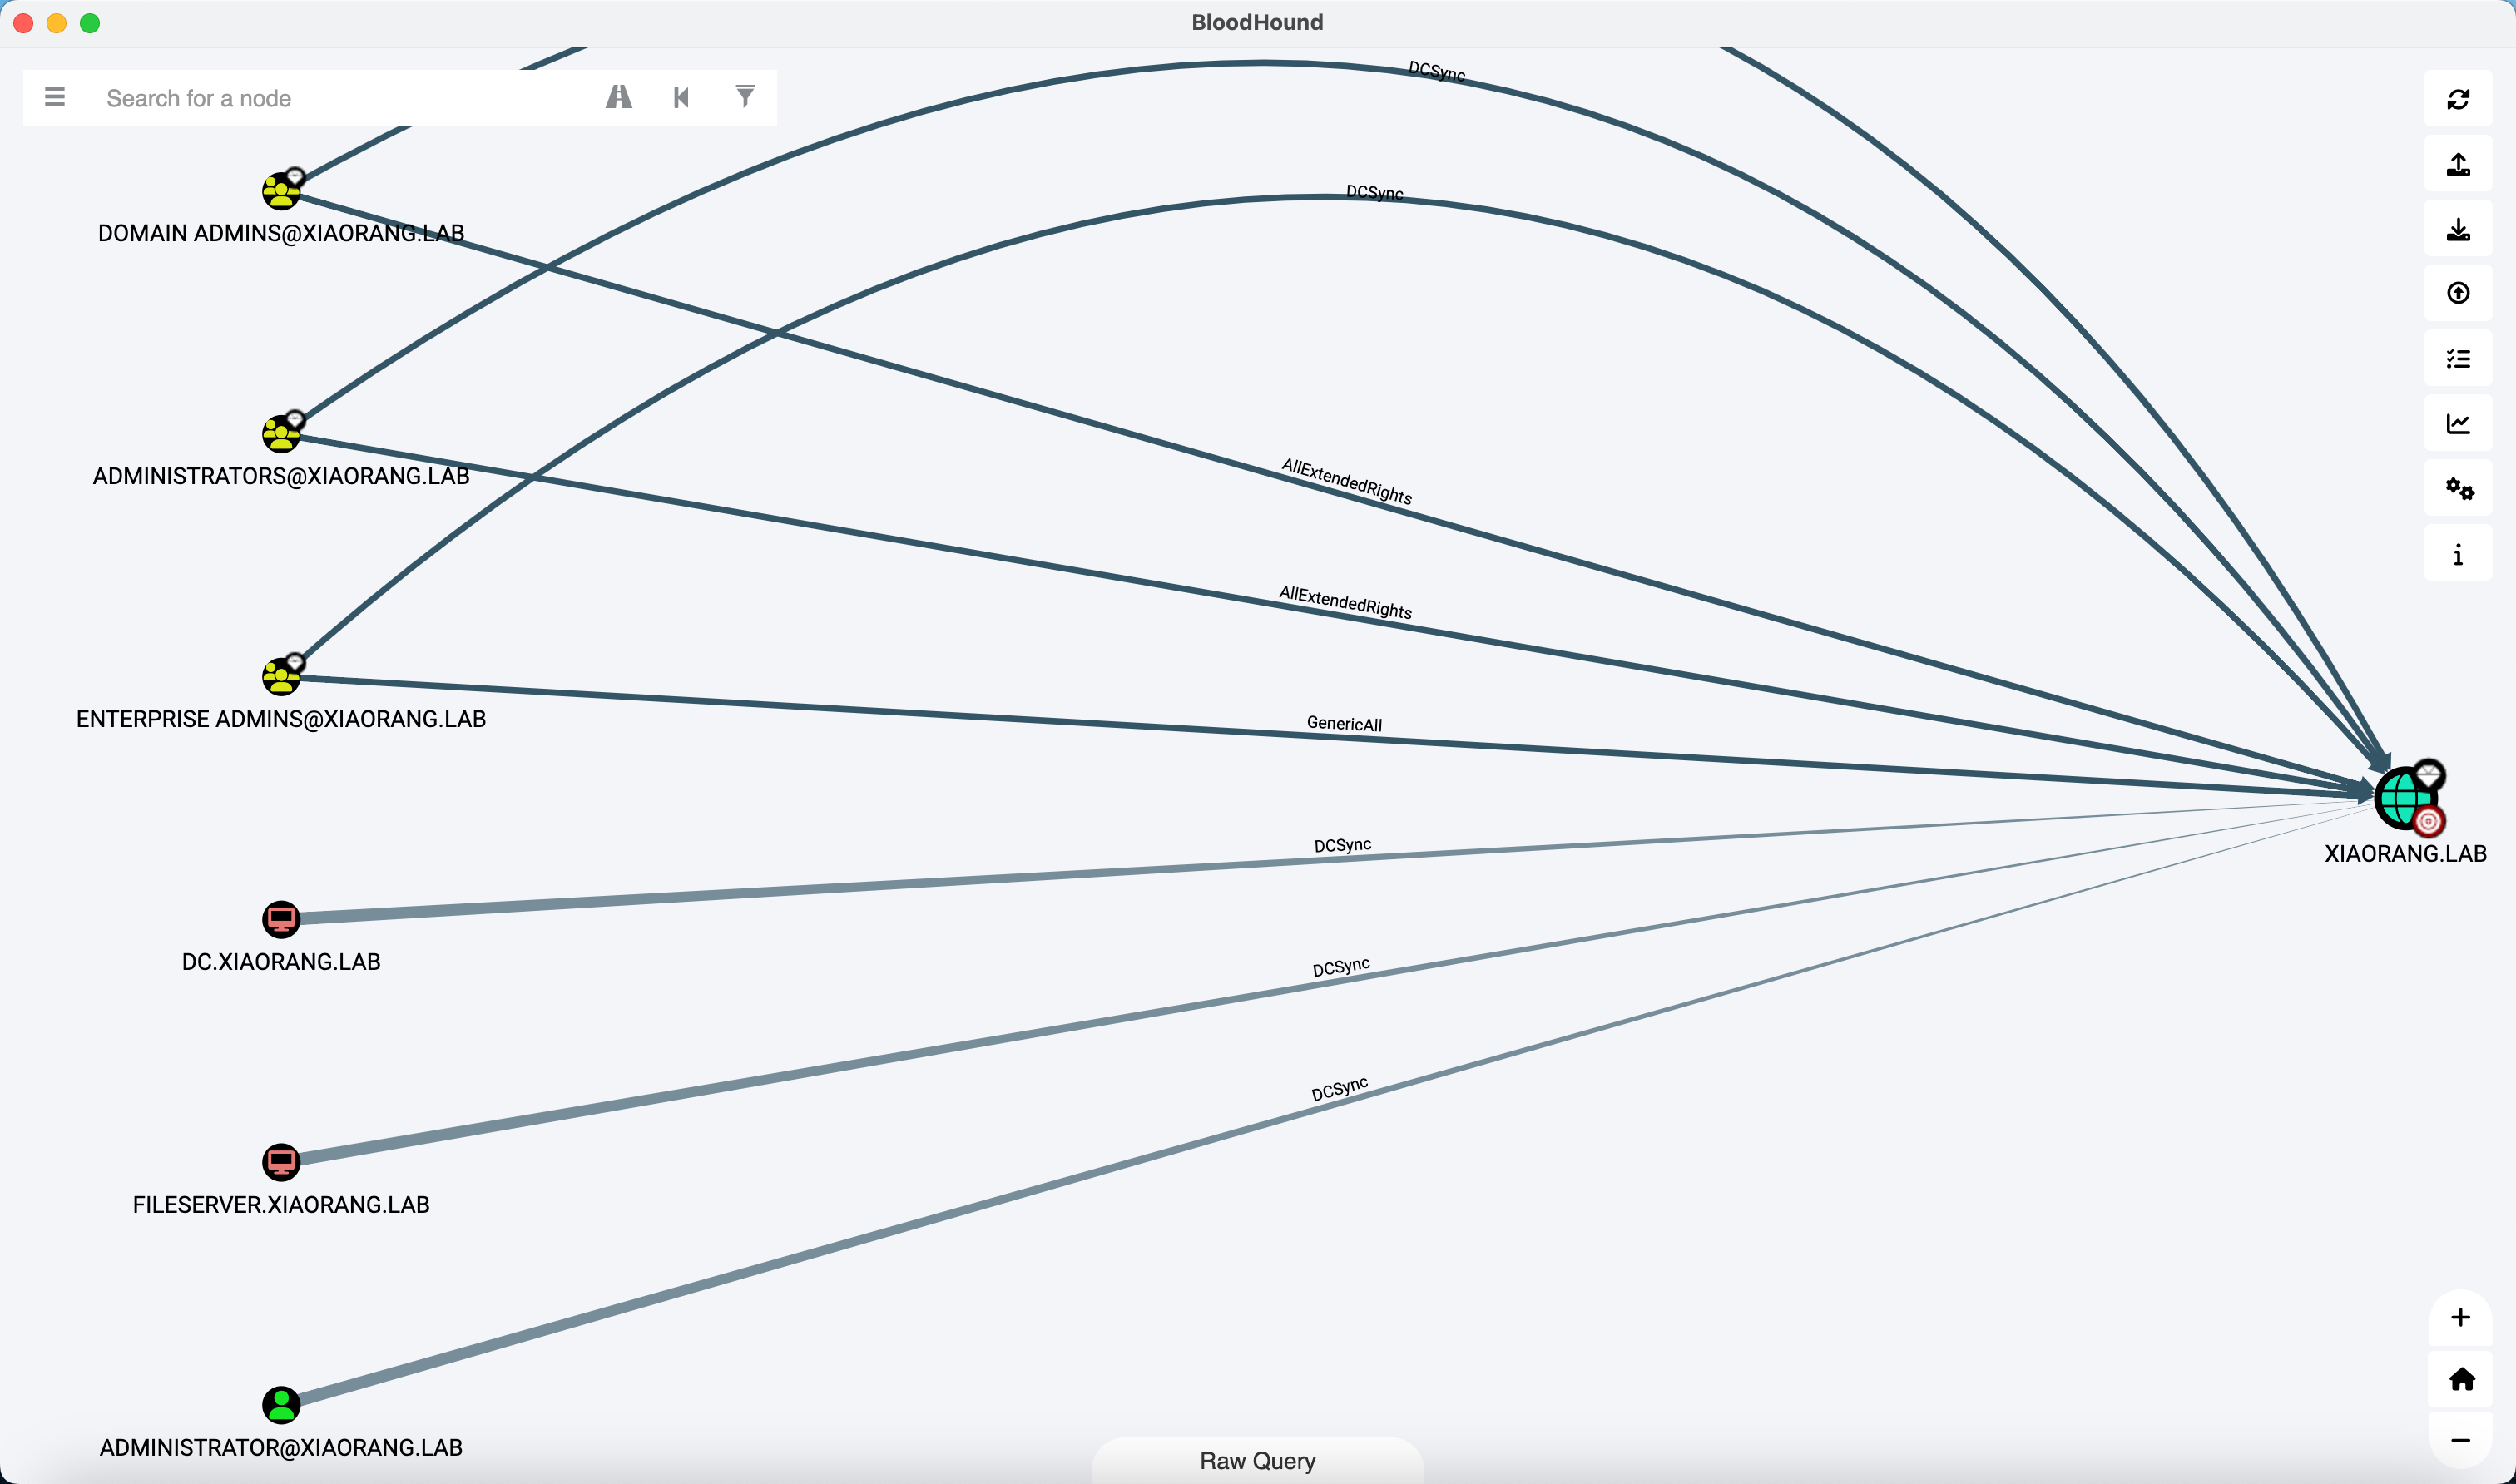 BloodHound
Search for a node
DCSync
DCSync
DOMAIN ADMINS@XIAORANG.LAB
AllExtendedRights
ADMINISTRATORS@XIAORANG.LAB
AllExtendedRights
ENTERPRISE ADMINS@XIAORANG.LAB
GenericAll
XIAORANG.LAB
DCSync
DC.XIAORANG.LAB
DCSync
FILESERVER.XIAORANG.LAB
DCSync
ADMINISTRATOR@XIAORANG.LAB
Raw Query